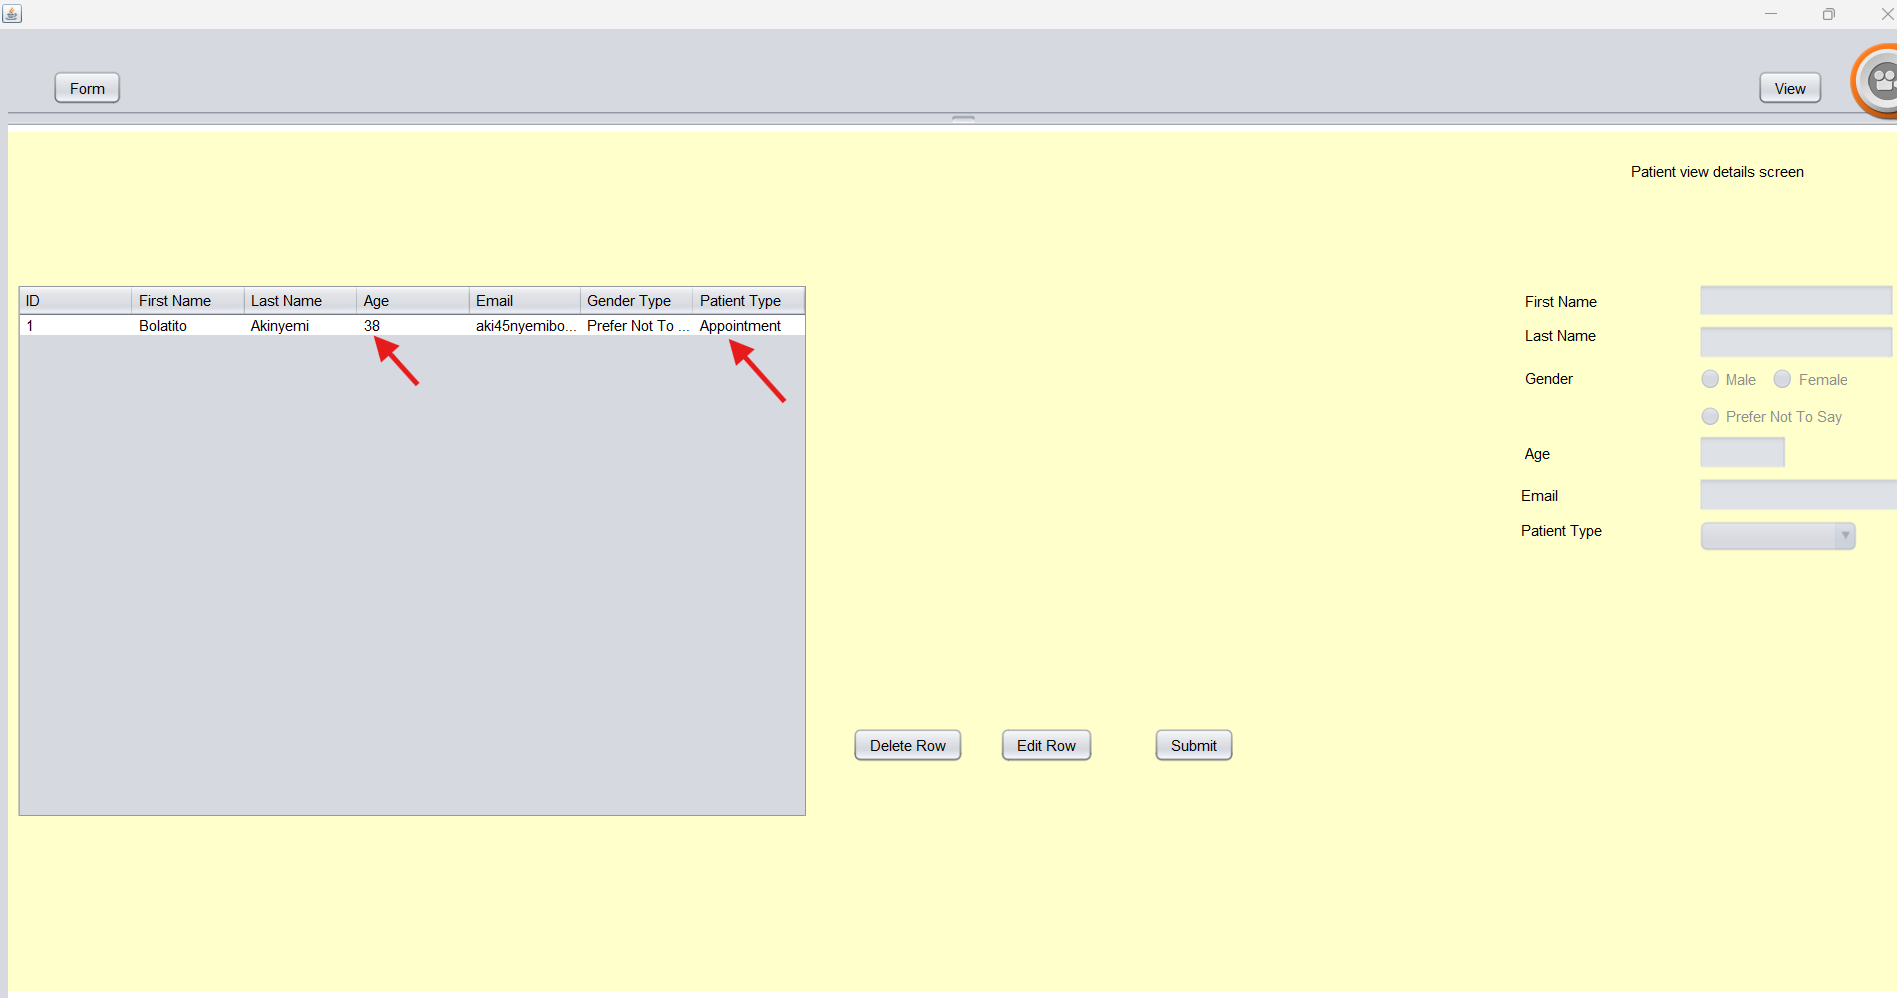 Form
View
Patient view details screen
ID First Name Last Name Age Email Gender Type Patient Type
1 Bolatito Akinyemi 38 aki45nyemibo... Prefer Not To ... Appointment
First Name
Last Name
Gender Male Female
Prefer Not To Say
Age
Email
Patient Type
Delete Row Edit Row Submit